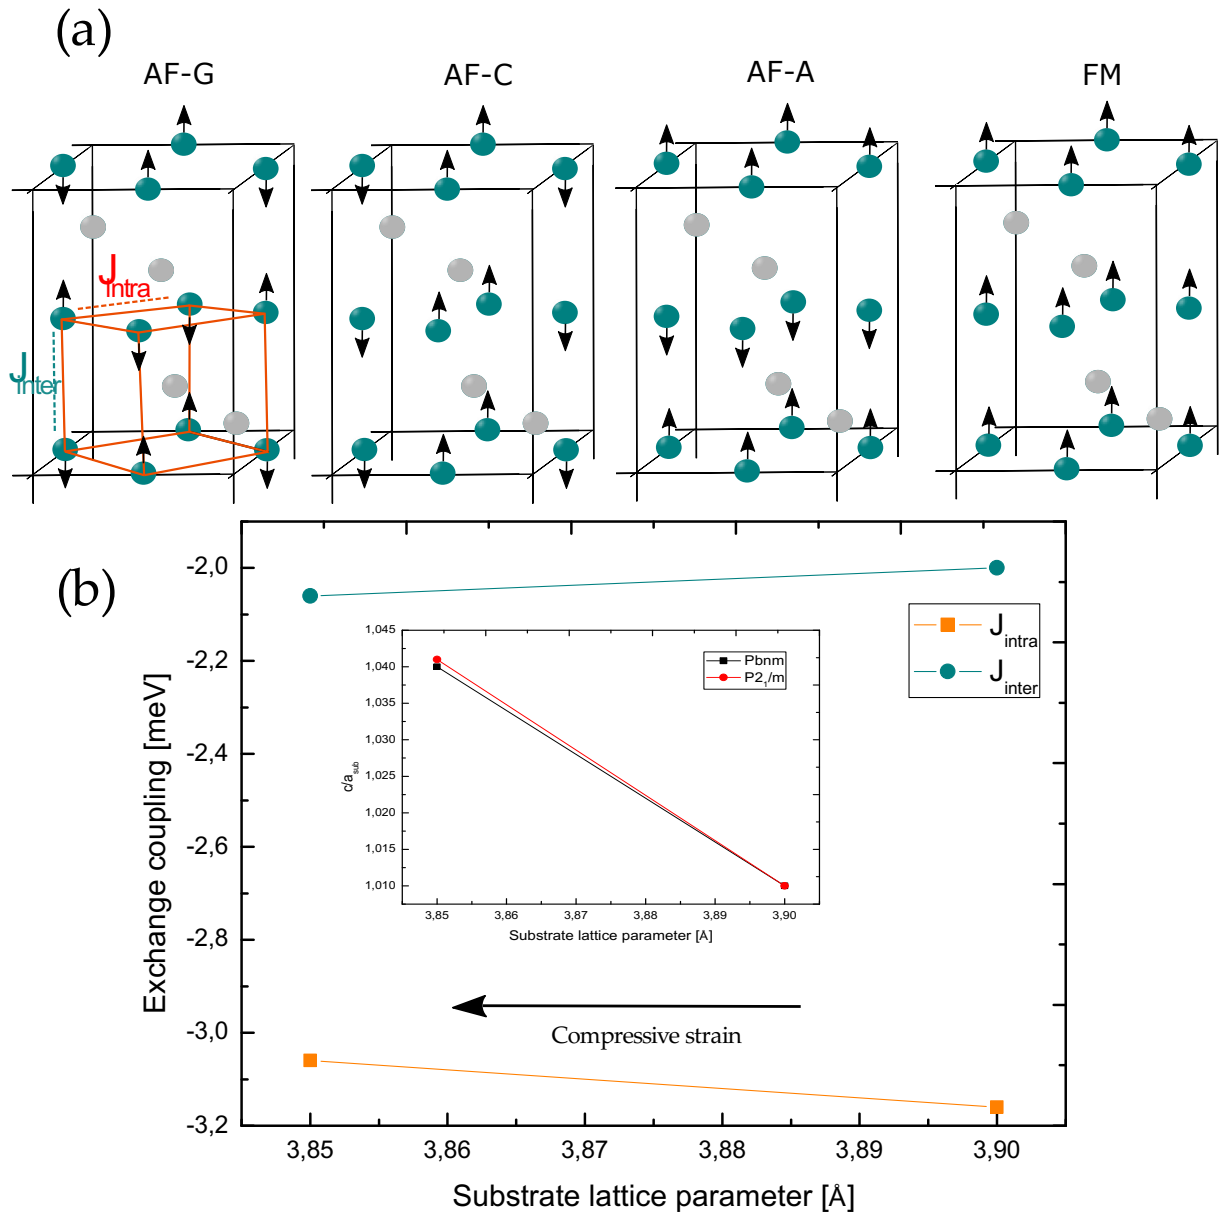 (a)
AF-G AF-C AF-A FM
J intra
J inter
(b)
Exchange coupling [meV]
-2,0
-2,2
-2,4
-2,6
-2,8
-3,0
-3,2
3,85 3,86 3,87 3,88 3,89 3,90
Substrate lattice parameter [Å]
J intra
J inter
c/a sub
1,045
1,040
1,035
1,030
1,025
1,020
1,015
1,010
3,85 3,86 3,87 3,88 3,89 3,90
Substrate lattice parameter [Å]
Pbnm
P2₁/m
Compressive strain